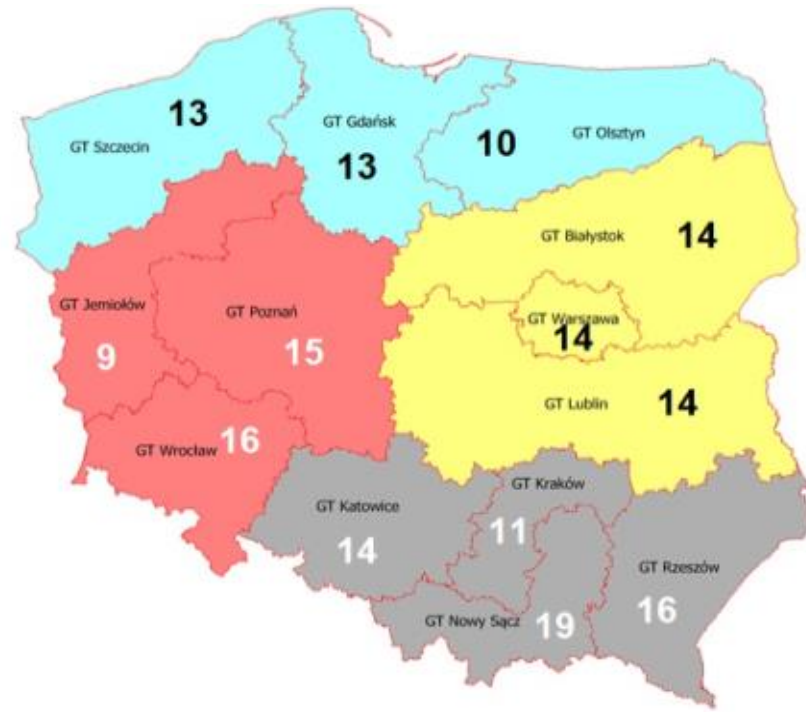 13
GT Szczecin
GT Gdańsk
13
10
GT Olsztyn
GT Białystok
14
GT Jemiołów
9
GT Poznań
15
GT Warszawa
14
GT Lublin
14
GT Wrocław
16
GT Katowice
14
GT Kraków
11
GT Rzeszów
16
GT Nowy Sącz
19